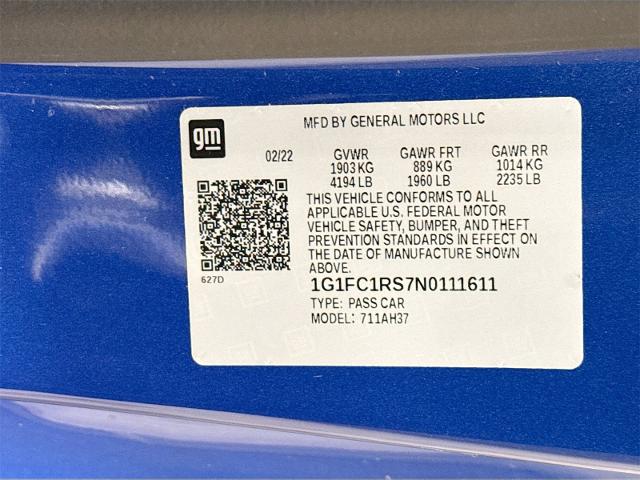 gm
MFD BY GENERAL MOTORS LLC
02/22 GVWR GAWR FRT GAWR RR
1903 KG 889 KG 1014 KG
4194 LB 1960 LB 2235 LB
THIS VEHICLE CONFORMS TO ALL
APPLICABLE U.S. FEDERAL MOTOR
VEHICLE SAFETY, BUMPER, AND THEFT
PREVENTION STANDARDS IN EFFECT ON
THE DATE OF MANUFACTURE SHOWN
ABOVE.
627D
1G1FC1RS7N0111611
TYPE: PASS CAR
MODEL: 711AH37